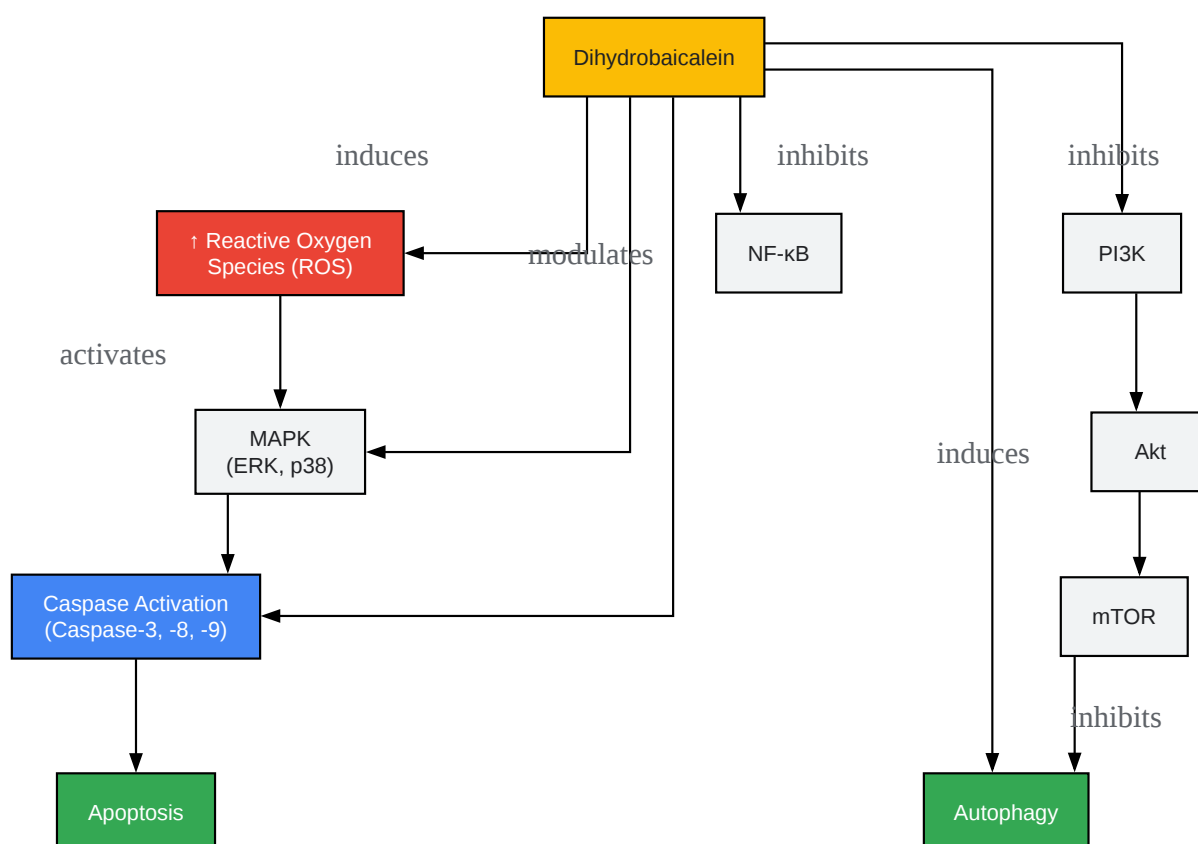 Dihydrobaicalein
induces
inhibits
inhibits
↑ Reactive Oxygen
Species (ROS)
modulates
NF-κB
PI3K
activates
MAPK
(ERK, p38)
induces
Akt
Caspase Activation
(Caspase-3, -8, -9)
mTOR
inhibits
Apoptosis
Autophagy